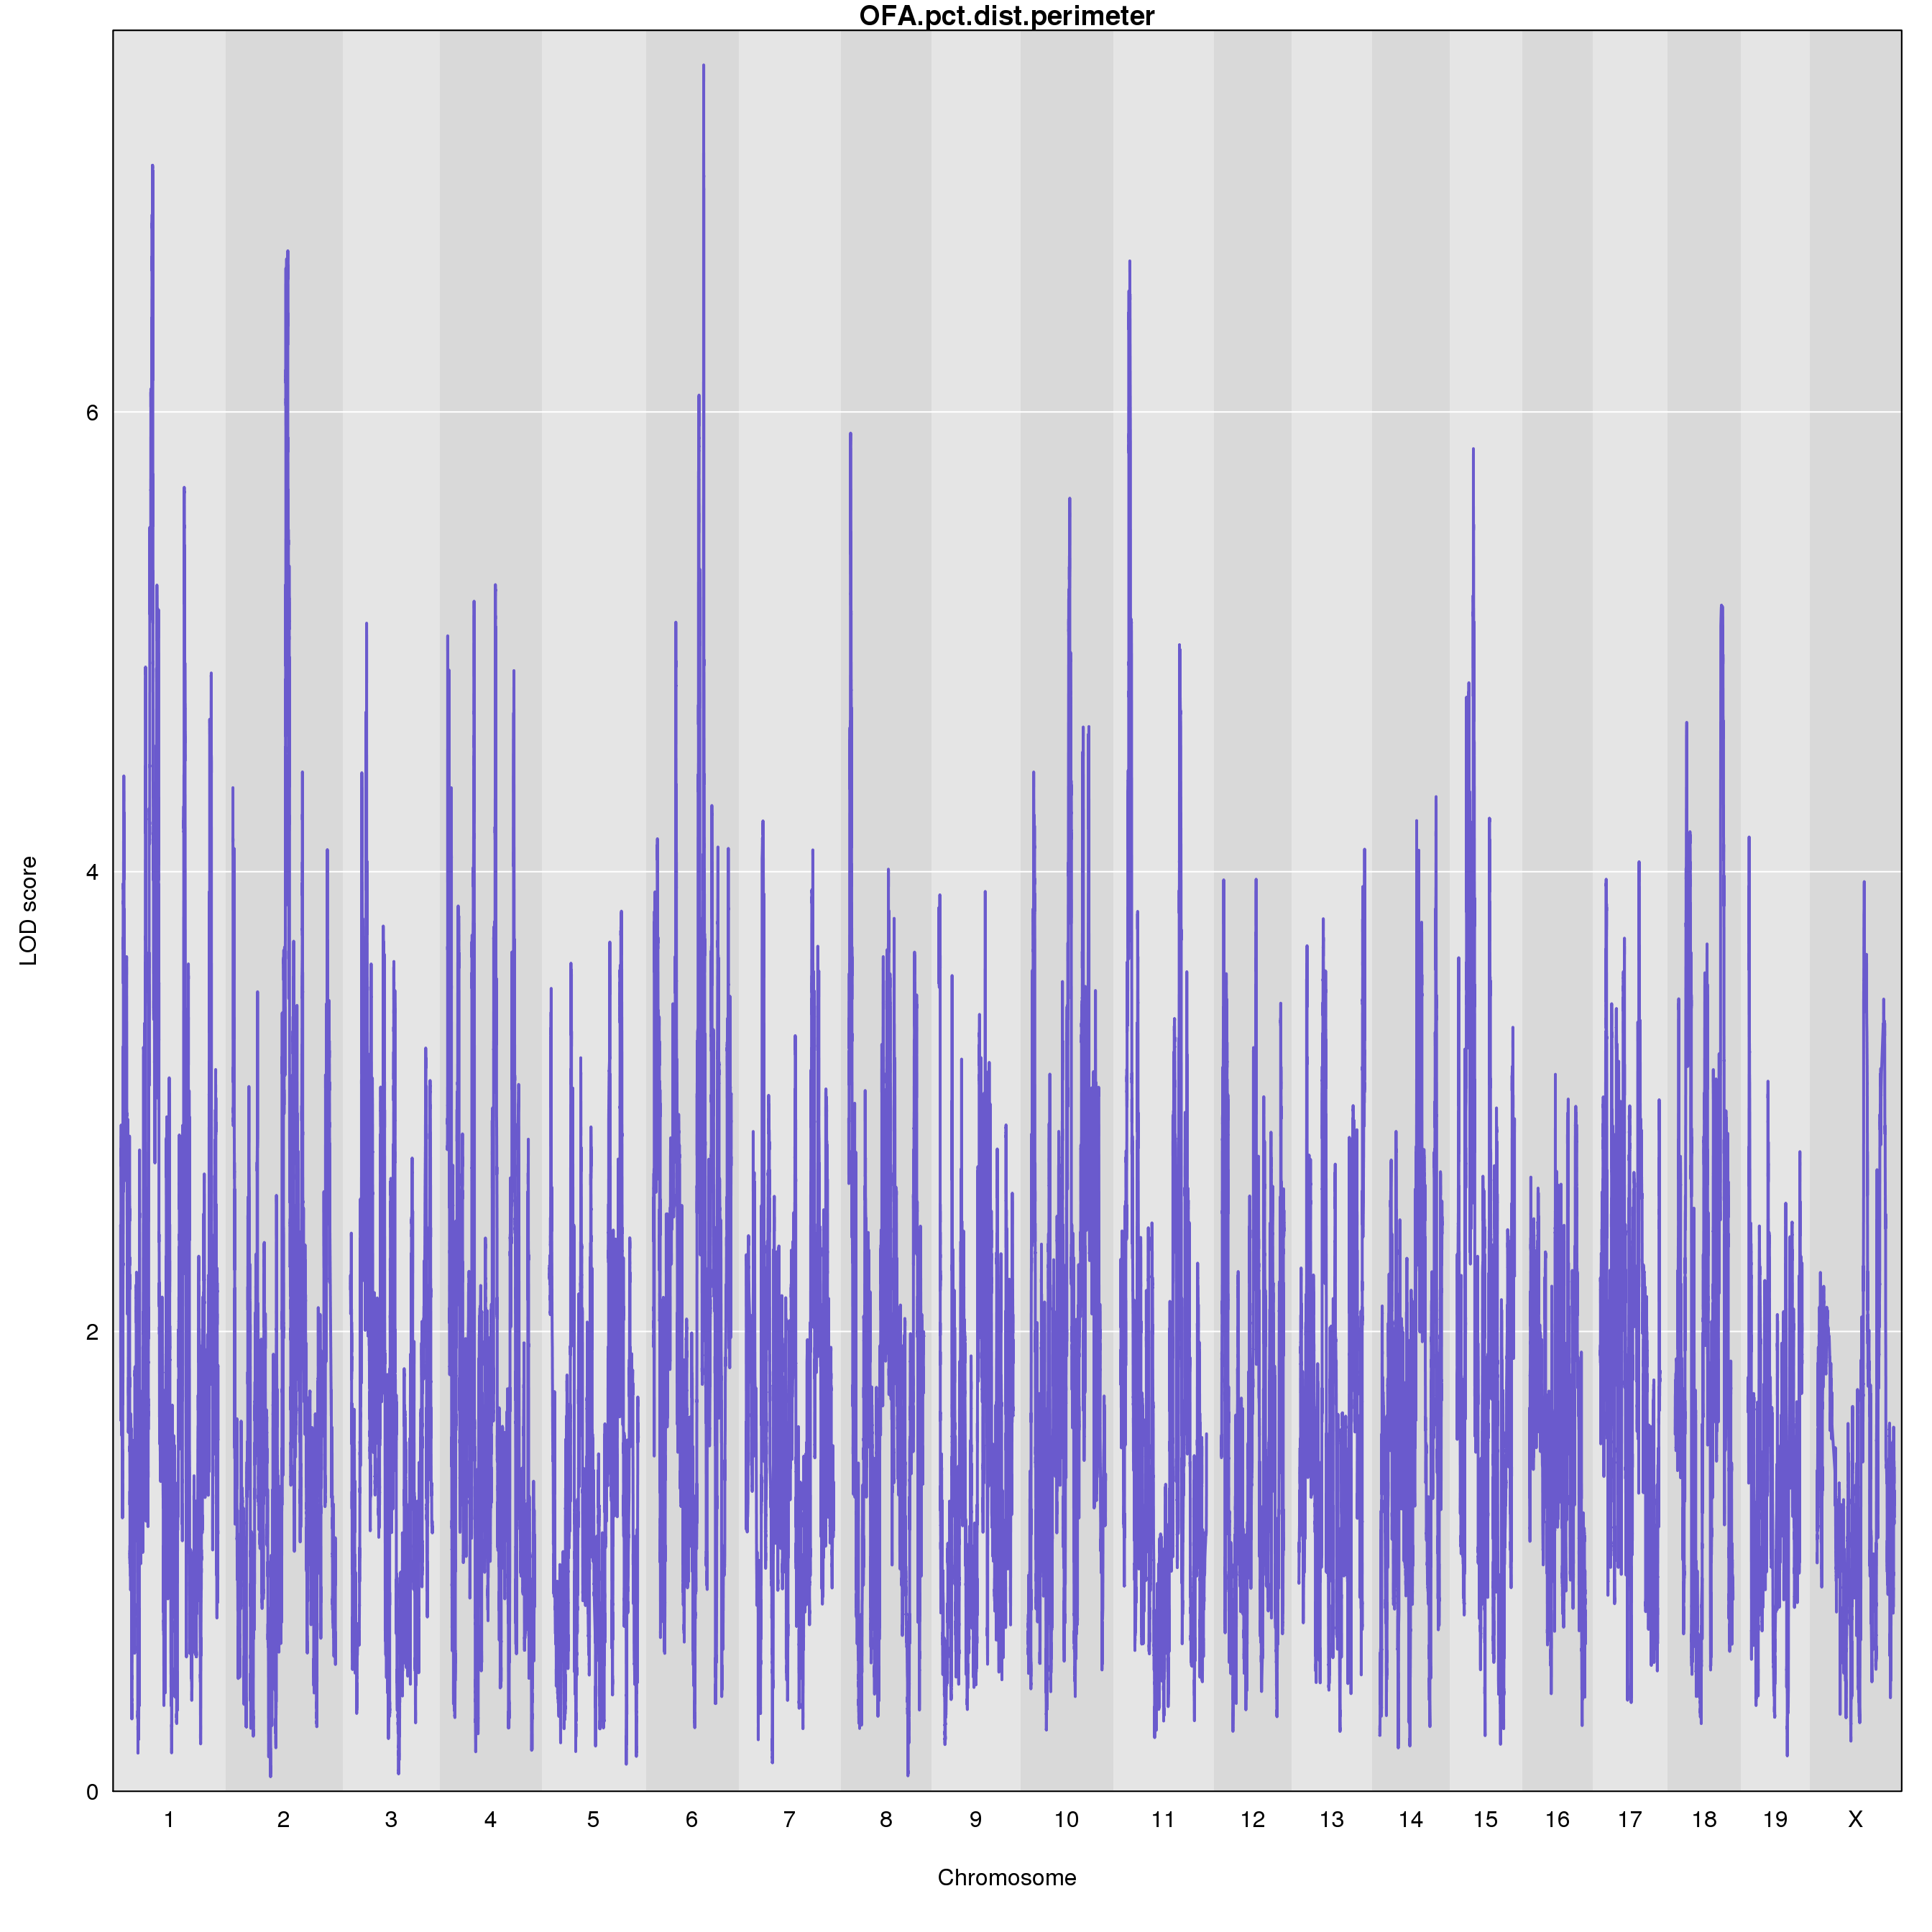 OFA.pct.dist.perimeter
LOD score
6
4
2
0
1 2 3 4 5 6 7 8 9 10 11 12 13 14 15 16 17 18 19 X
Chromosome